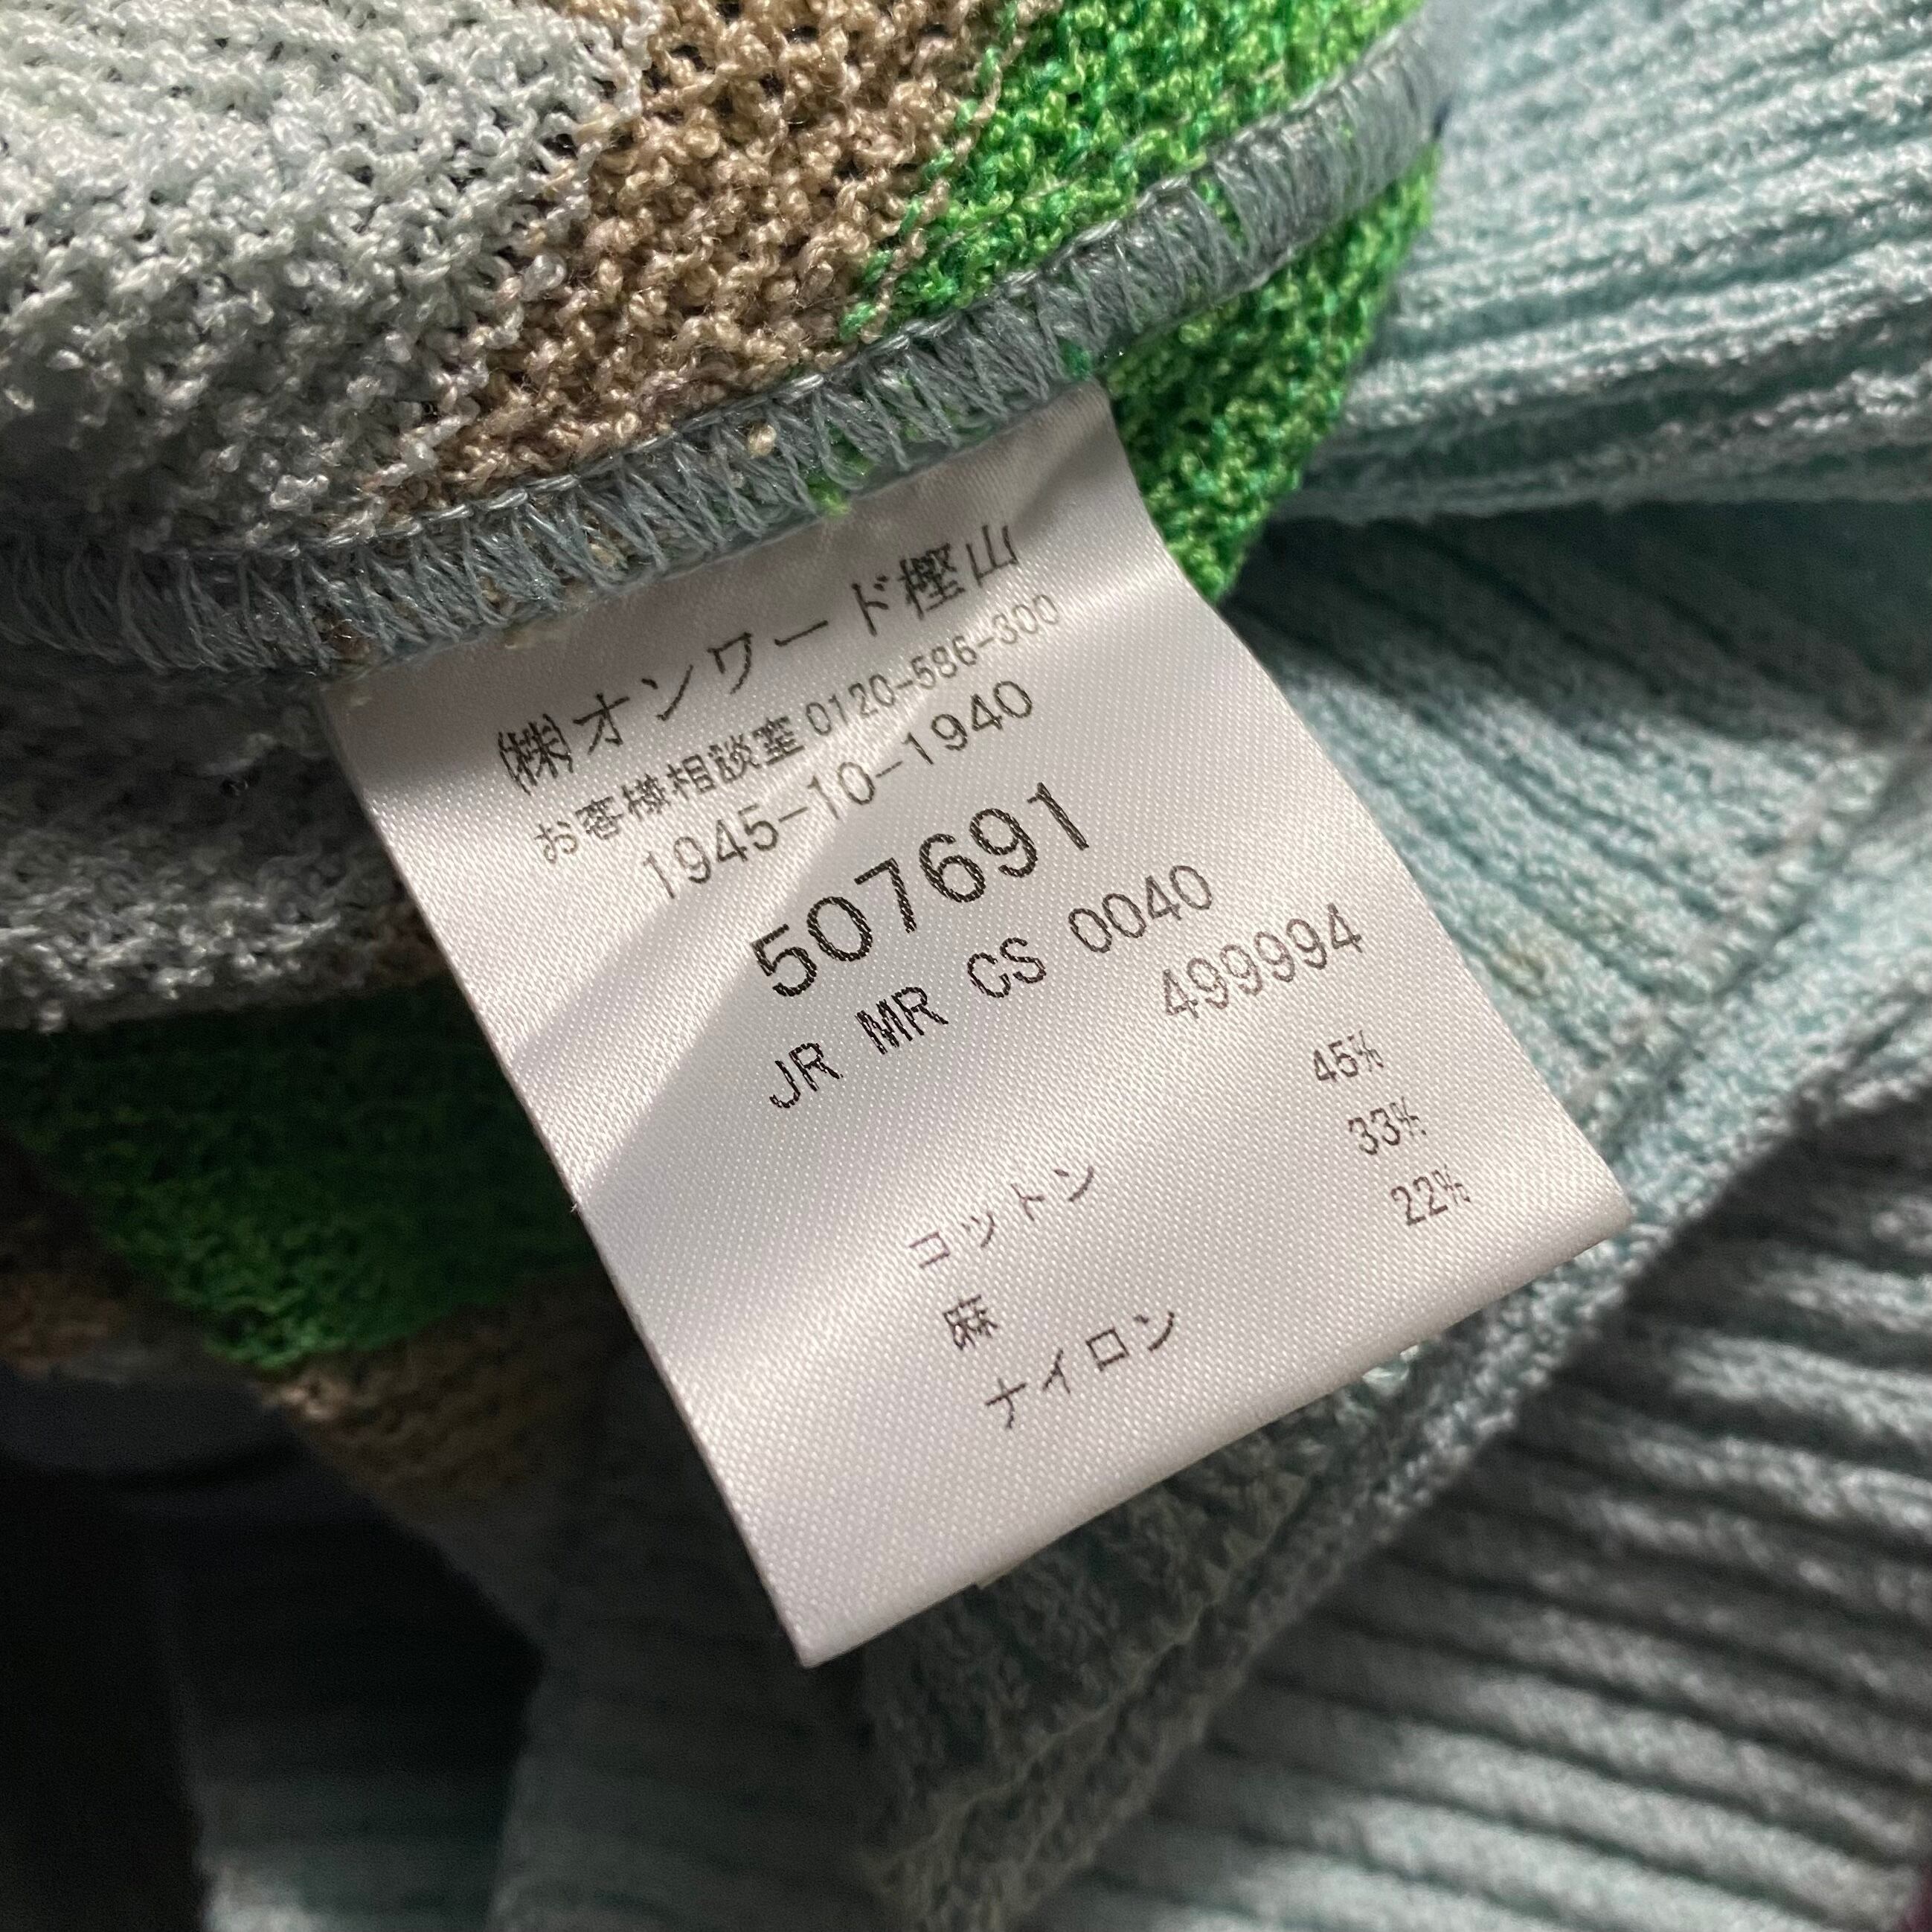 ㈱オンワード樫山
お客様相談室 0120-586-300
1945-10-1940
507691
JR MR CS 0040
499994
コットン 45%
麻 33%
ナイロン 22%